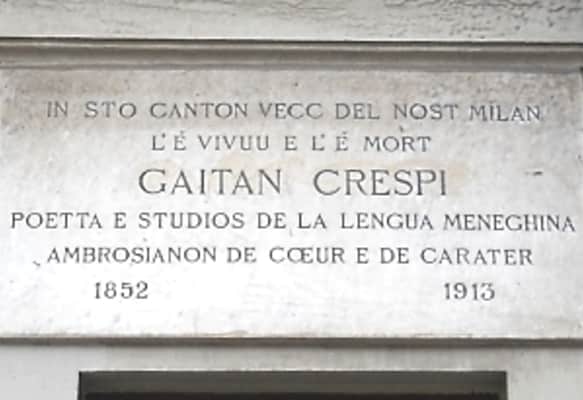 IN STO CANTON VECC DEL NOST MILAN
L'É VIVUU E L'É MORT
GAITAN CRESPI
POETTA E STUDIOS DE LA LENGUA MENEGHINA
AMBROSIANON DE CŒUR E DE CARATER
1852 1913